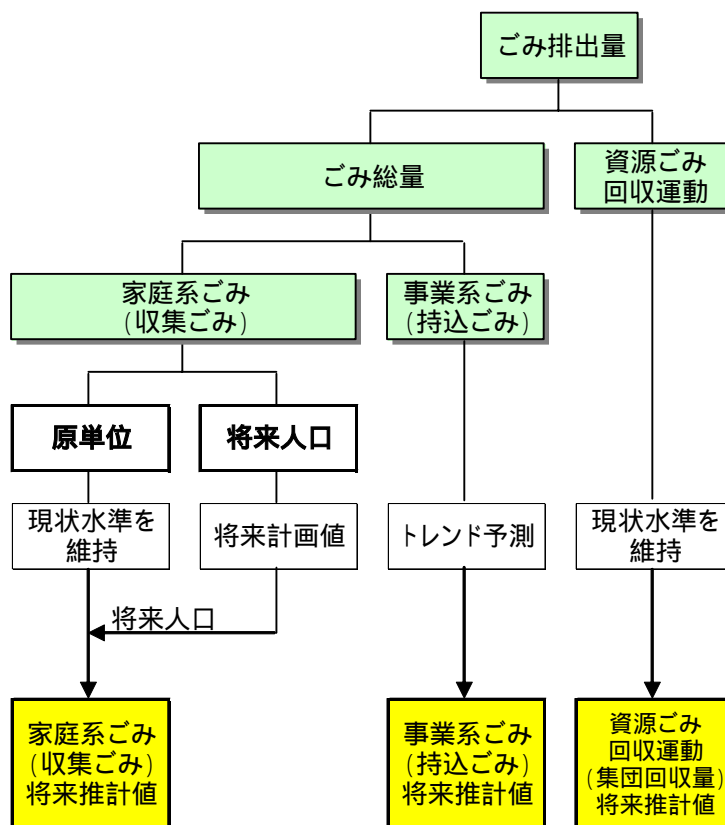 ごみ排出量
ごみ総量
資源ごみ
回収運動
家庭系ごみ
(収集ごみ)
事業系ごみ
(持込ごみ)
原単位
将来人口
現状水準を
維持
将来計画値
トレンド予測
現状水準を
維持
将来人口
家庭系ごみ
(収集ごみ)
将来推計値
事業系ごみ
(持込ごみ)
将来推計値
資源ごみ
回収運動
(集団回収量)
将来推計値